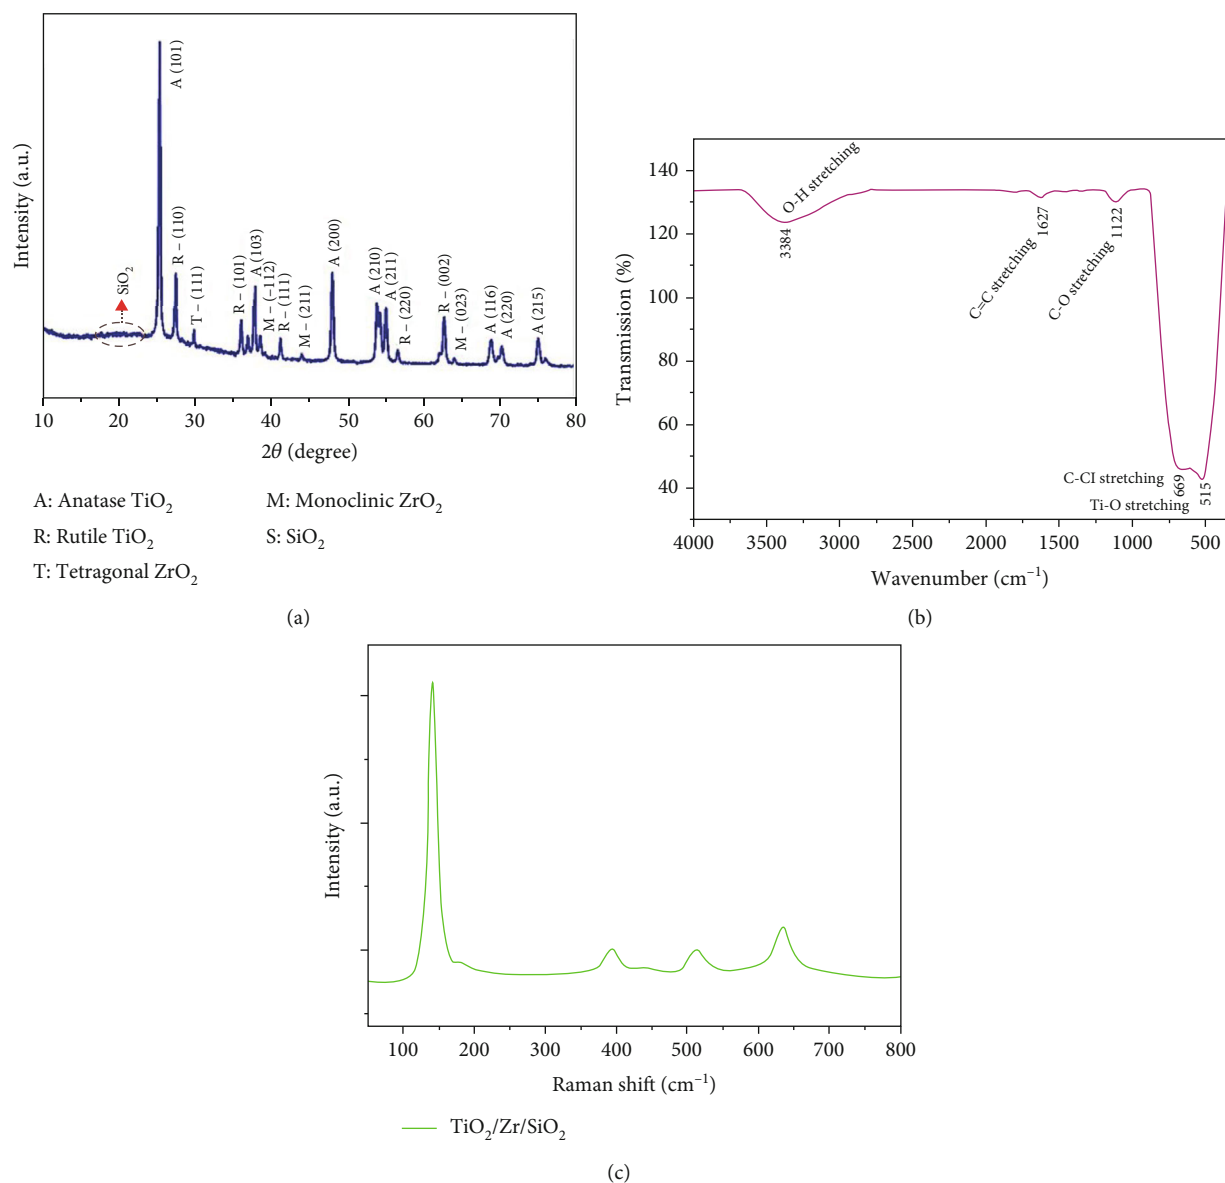 Intensity (a.u.)
SiO2
A (101)
R – (110)
T – (111)
R – (101)
A (103)
M – (–112)
R – (111)
M – (211)
A (200)
A (210)
A (211)
R – (220)
R – (002)
M – (023)
A (116)
A (220)
A (215)
10 20 30 40 50 60 70 80
2θ (degree)
A: Anatase TiO2 M: Monoclinic ZrO2
R: Rutile TiO2 S: SiO2
T: Tetragonal ZrO2
(a)
Transmission (%)
140
120
100
80
60
40
O-H stretching
3384
C=C stretching
1627
C-O stretching
1122
C-CI stretching
669
Ti-O stretching
515
4000 3500 3000 2500 2000 1500 1000 500
Wavenumber (cm–1)
(b)
Intensity (a.u.)
100 200 300 400 500 600 700 800
Raman shift (cm–1)
TiO2/Zr/SiO2
(c)